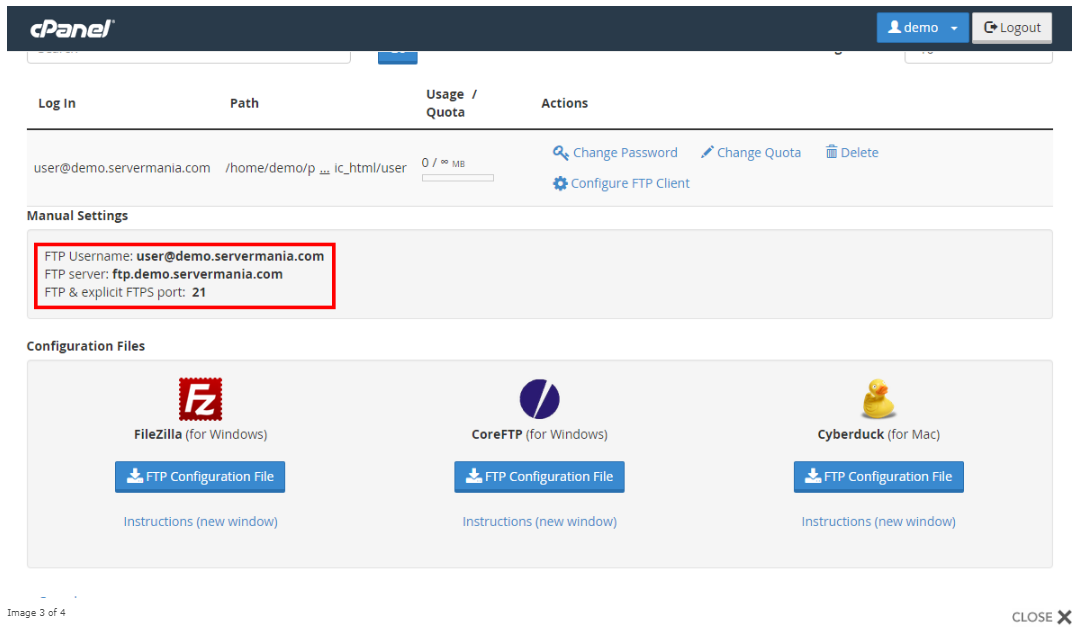 cPanel®
demo
Logout
Log In
Path
Usage /
Quota
Actions
user@demo.servermania.com
/home/demo/p ... ic_html/user
0 / ∞ MB
Change Password
Change Quota
Delete
Configure FTP Client
Manual Settings
FTP Username: user@demo.servermania.com
FTP server: ftp.demo.servermania.com
FTP & explicit FTPS port: 21
Configuration Files
Fz
FileZilla (for Windows)
CoreFTP (for Windows)
Cyberduck (for Mac)
FTP Configuration File
FTP Configuration File
FTP Configuration File
Instructions (new window)
Instructions (new window)
Instructions (new window)
Image 3 of 4
CLOSE